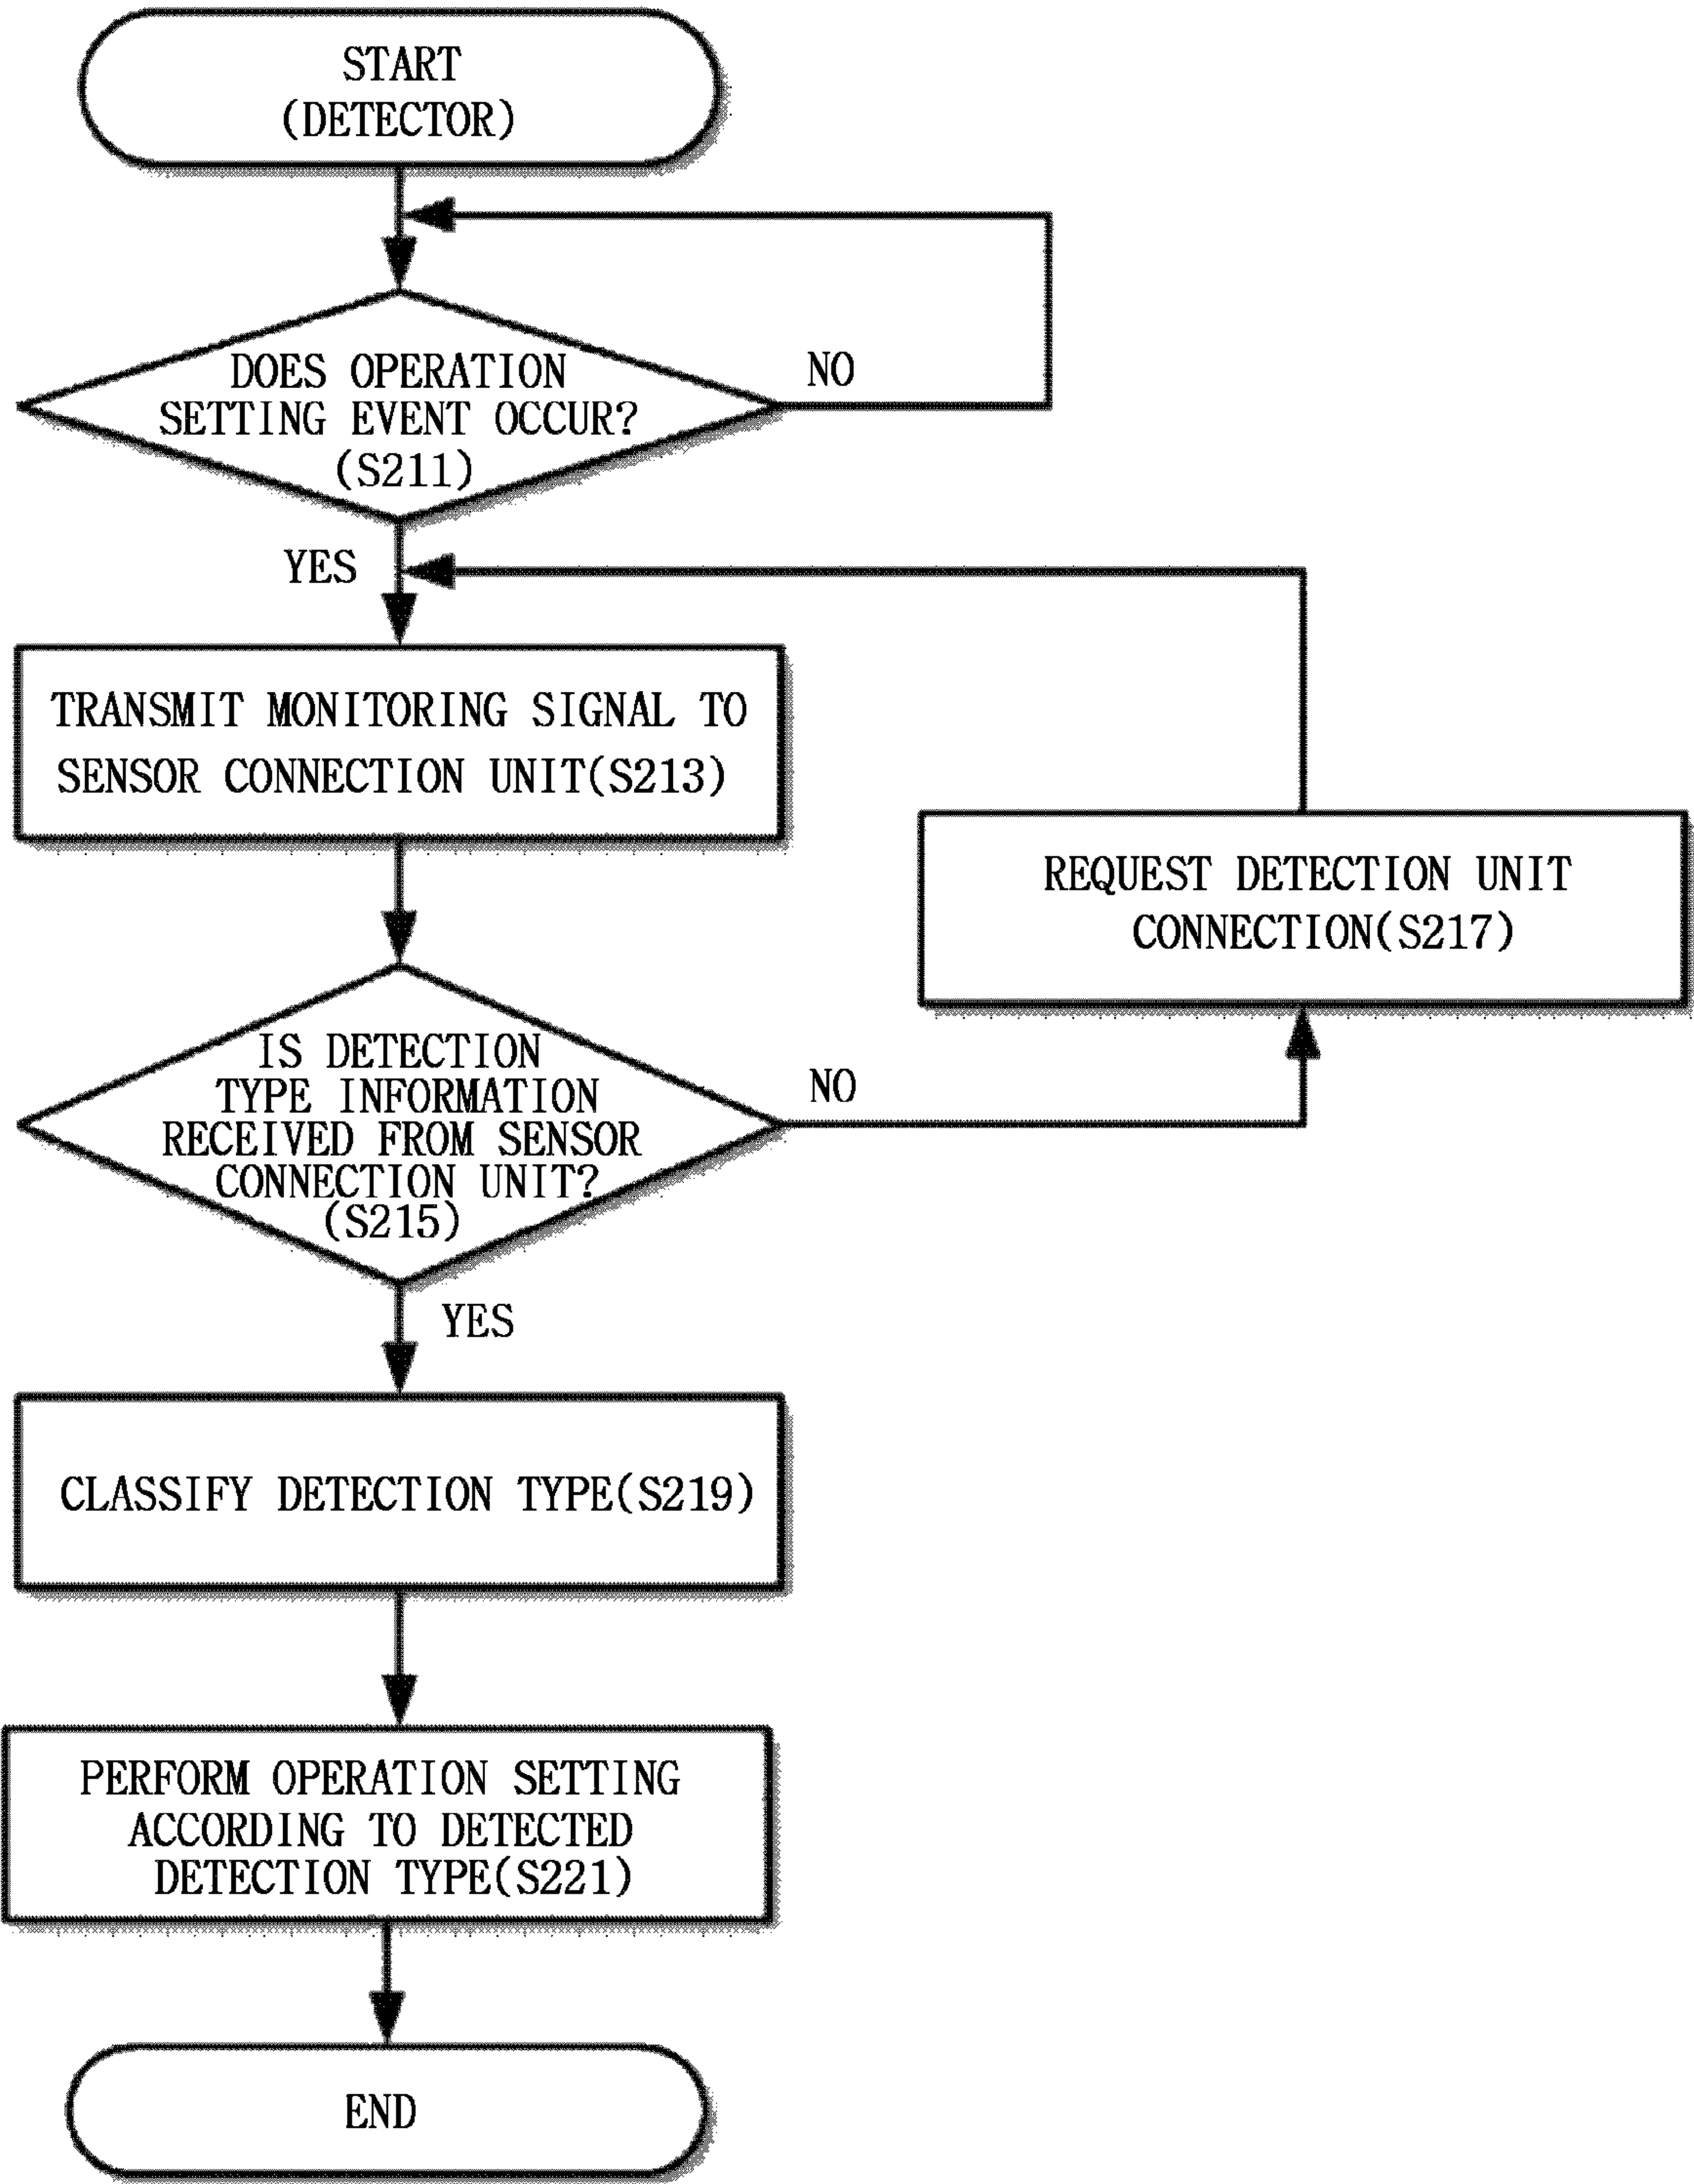 START
(DETECTOR)
DOES OPERATION
SETTING EVENT OCCUR?
(S211)
NO
YES
TRANSMIT MONITORING SIGNAL TO
SENSOR CONNECTION UNIT(S213)
REQUEST DETECTION UNIT
CONNECTION(S217)
IS DETECTION
TYPE INFORMATION
RECEIVED FROM SENSOR
CONNECTION UNIT?
(S215)
NO
YES
CLASSIFY DETECTION TYPE(S219)
PERFORM OPERATION SETTING
ACCORDING TO DETECTED
DETECTION TYPE(S221)
END